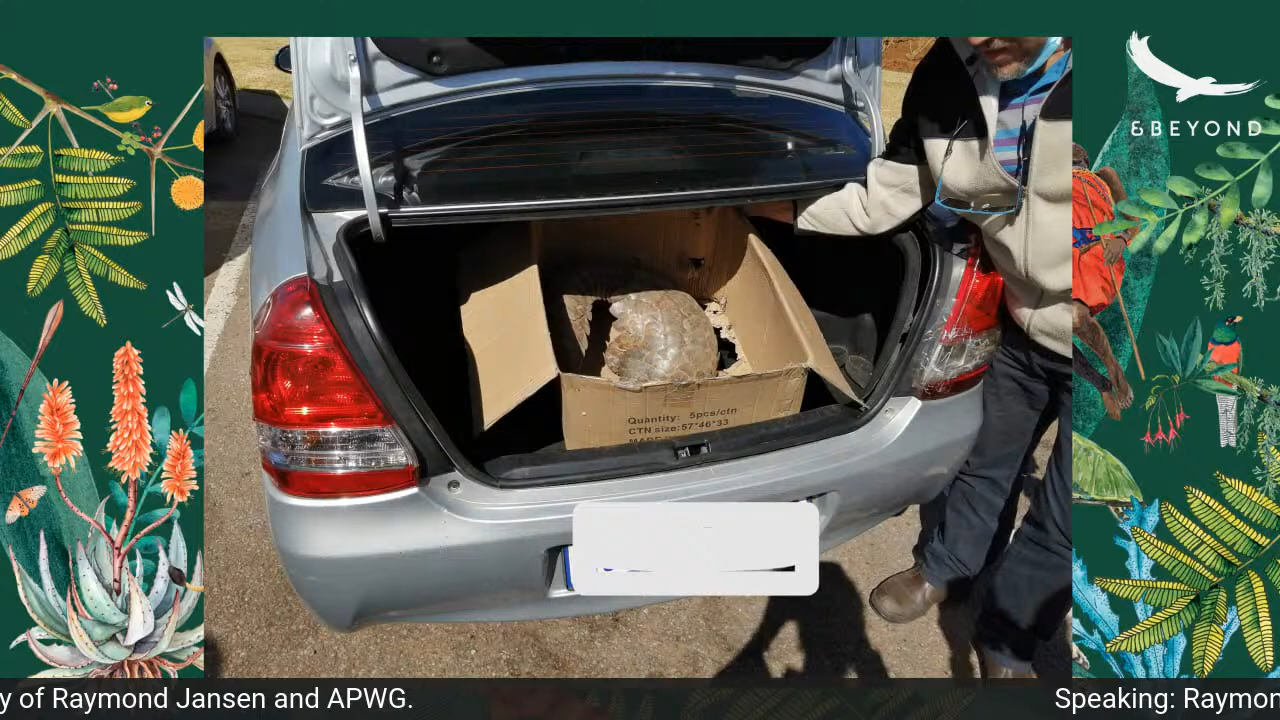 &BEYOND
Quantity: 5pcs/ctn
CTN size:57*46*33
y of Raymond Jansen and APWG.
Speaking: Raymon